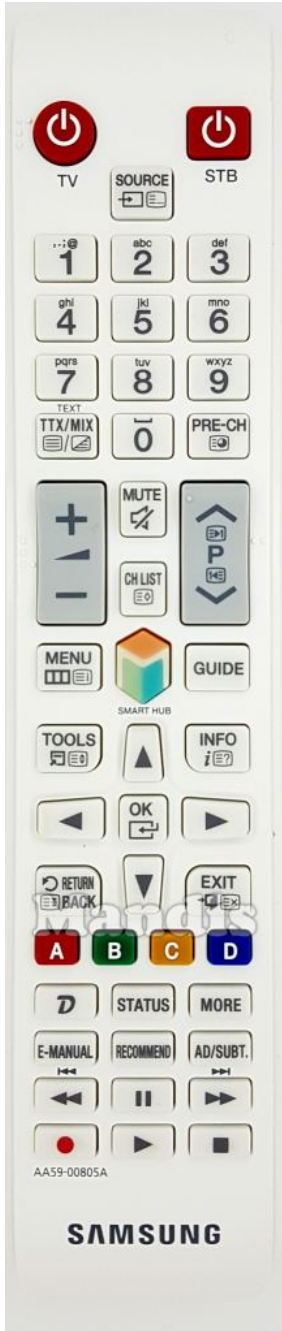 TV
STB
SOURCE
.,-;@ abc def
1 2 3
ghi jkl mno
4 5 6
pqrs tuv wxyz
7 8 9
TEXT
TTX/MIX 0 PRE-CH
MUTE
+
P
−
CH LIST
MENU GUIDE
SMART HUB
TOOLS INFO
i
OK
RETURN EXIT
BACK
Mandis
A B C D
D STATUS MORE
E-MANUAL RECOMMEND AD/SUBT.
AA59-00805A
SAMSUNG